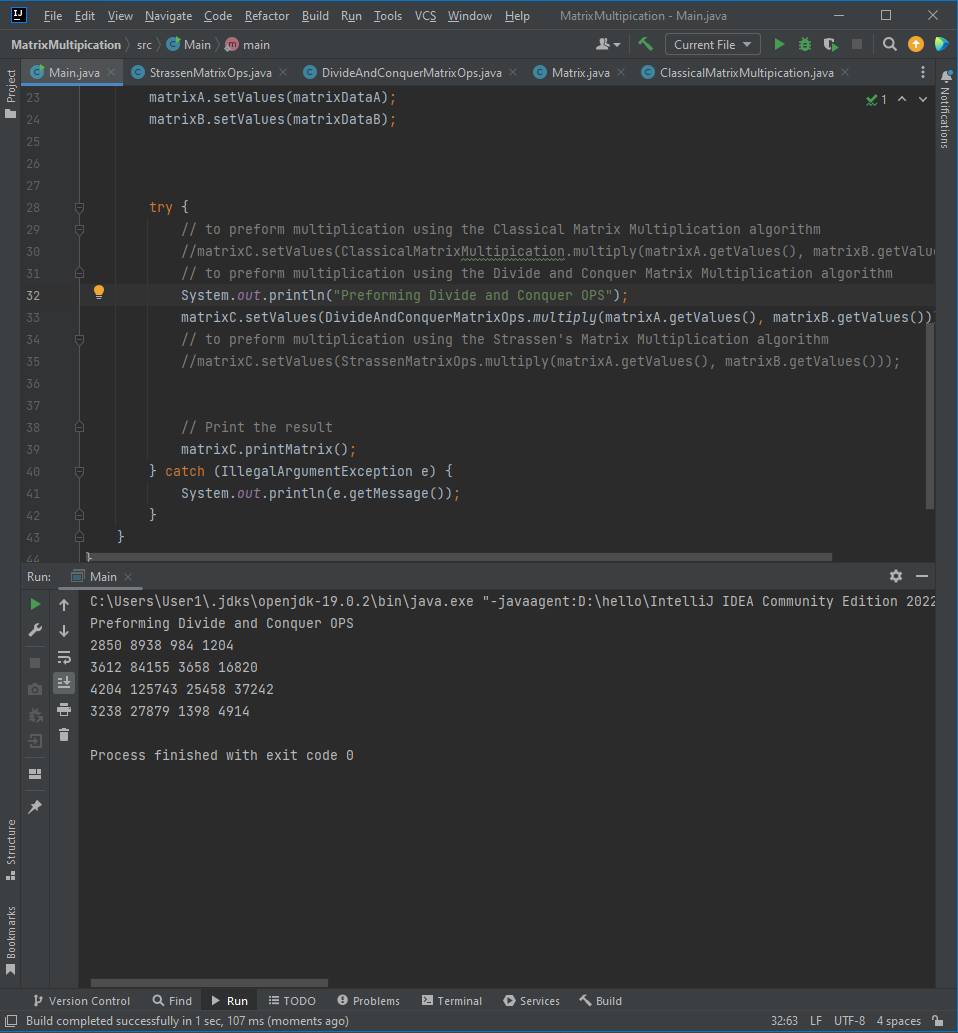 File Edit View Navigate Code Refactor Build Run Tools VCS Window Help MatrixMultipication - Main.java
MatrixMultipication src Main main Current File
Project
Main.java StrassenMatrixOps.java DivideAndConquerMatrixOps.java Matrix.java ClassicalMatrixMultipication.java
Notifications
1
23 matrixA.setValues(matrixDataA);
24 matrixB.setValues(matrixDataB);
25
26
27
28 try {
29 // to preform multiplication using the Classical Matrix Multiplication algorithm
30 //matrixC.setValues(ClassicalMatrixMultipication.multiply(matrixA.getValues(), matrixB.getValue
31 // to preform multiplication using the Divide and Conquer Matrix Multiplication algorithm
32 System.out.println("Preforming Divide and Conquer OPS");
33 matrixC.setValues(DivideAndConquerMatrixOps.multiply(matrixA.getValues(), matrixB.getValues())
34 // to preform multiplication using the Strassen's Matrix Multiplication algorithm
35 //matrixC.setValues(StrassenMatrixOps.multiply(matrixA.getValues(), matrixB.getValues()));
36
37
38 // Print the result
39 matrixC.printMatrix();
40 } catch (IllegalArgumentException e) {
41 System.out.println(e.getMessage());
42 }
43 }
44 }
Run: Main
C:\Users\User1\.jdks\openjdk-19.0.2\bin\java.exe "-javaagent:D:\hello\IntelliJ IDEA Community Edition 2022
Preforming Divide and Conquer OPS
2850 8938 984 1204
3612 84155 3658 16820
4204 125743 25458 37242
3238 27879 1398 4914
Process finished with exit code 0
Structure
Bookmarks
Version Control Find Run TODO Problems Terminal Services Build
Build completed successfully in 1 sec, 107 ms (moments ago) 32:63 LF UTF-8 4 spaces